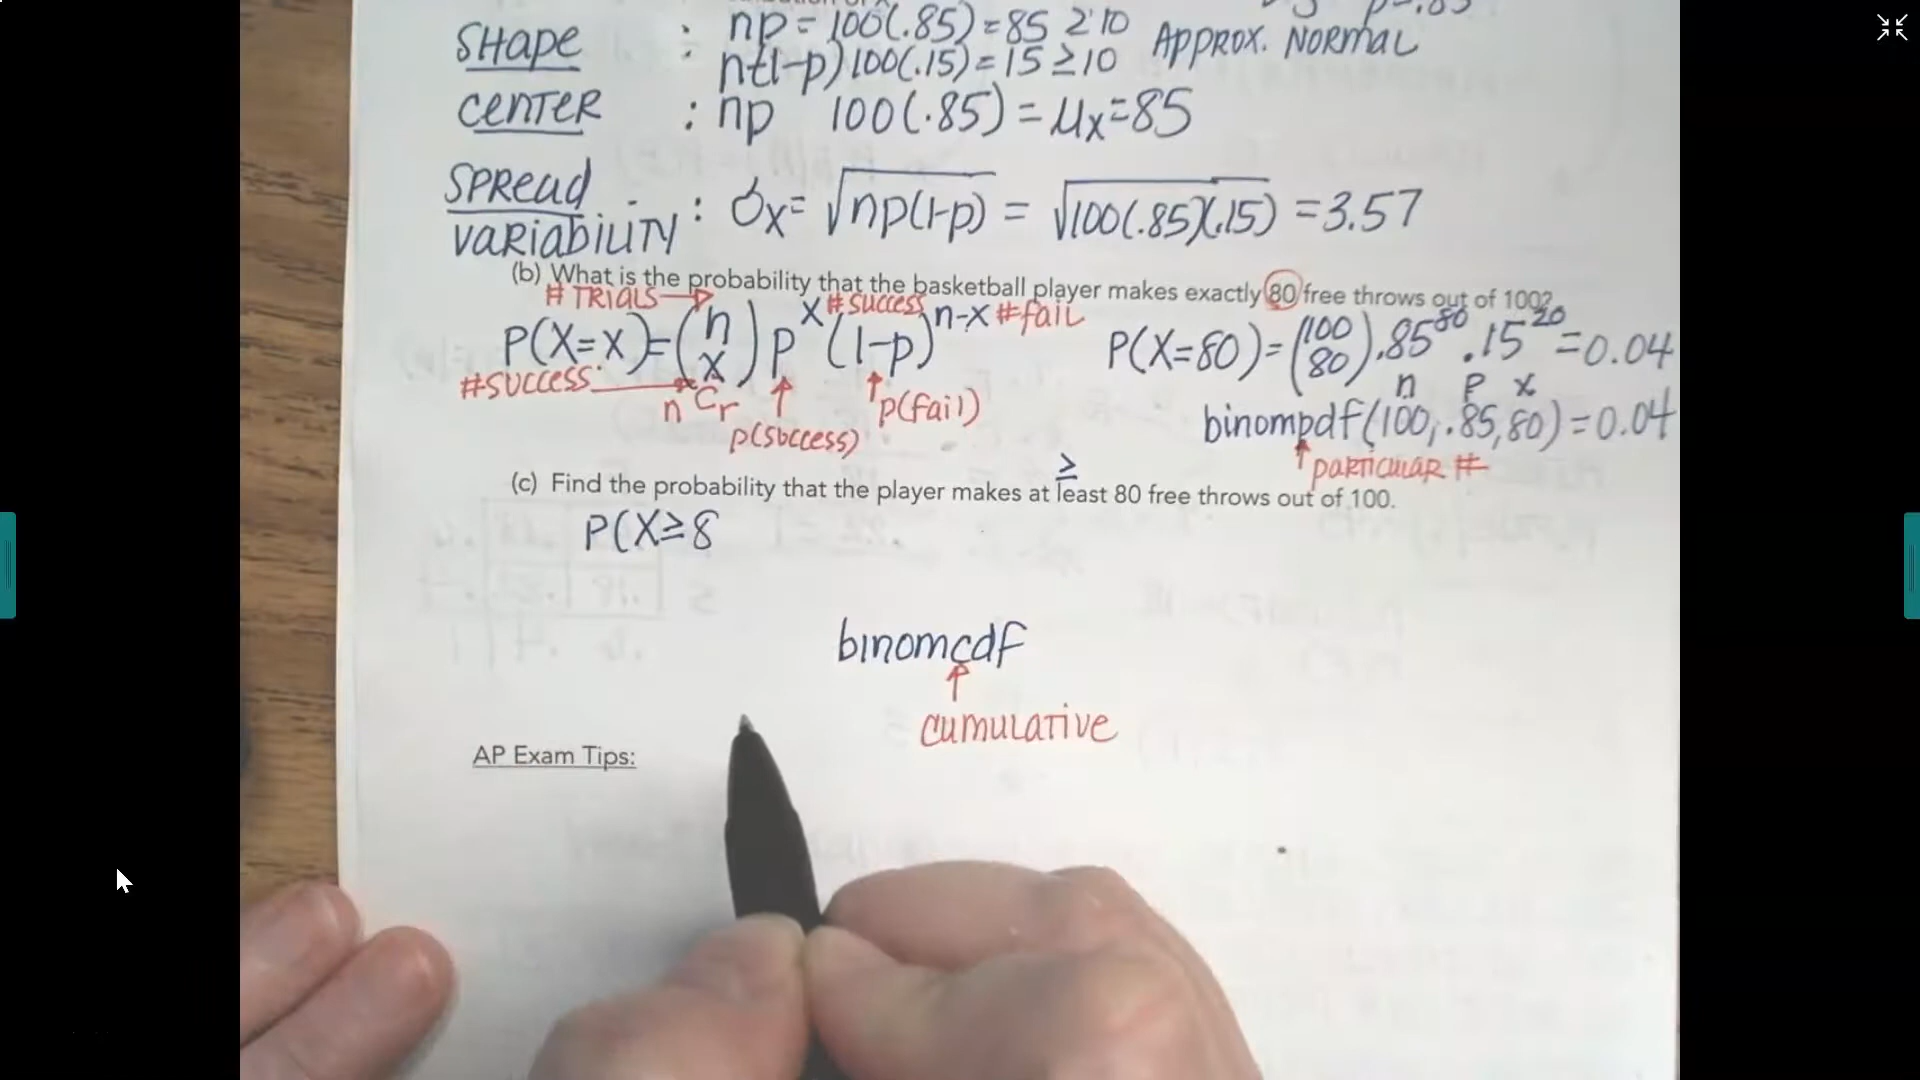 SHAPE : np = 100(.85) = 85 ≥ 10 APPROX. NORMAL
n(1-p) 100(.15) = 15 ≥ 10
CENTER : np 100(.85) = μx = 85
SPREAD
VARIABILITY : σx = √np(1-p) = √100(.85)(.15) = 3.57
(b) What is the probability that the basketball player makes exactly 80 free throws out of 100?
# TRIALS → x #success n-x #fail
P(X=x) = (n x) p^x (1-p)^n-x P(X=80) = (100 80) .85^80 .15^20 = 0.04
#success nCr p(success) p(fail)
n p x
binompdf(100, .85, 80) = 0.04
particular #
≥
(c) Find the probability that the player makes at least 80 free throws out of 100.
P(X≥8
binomcdf
cumulative
AP Exam Tips: